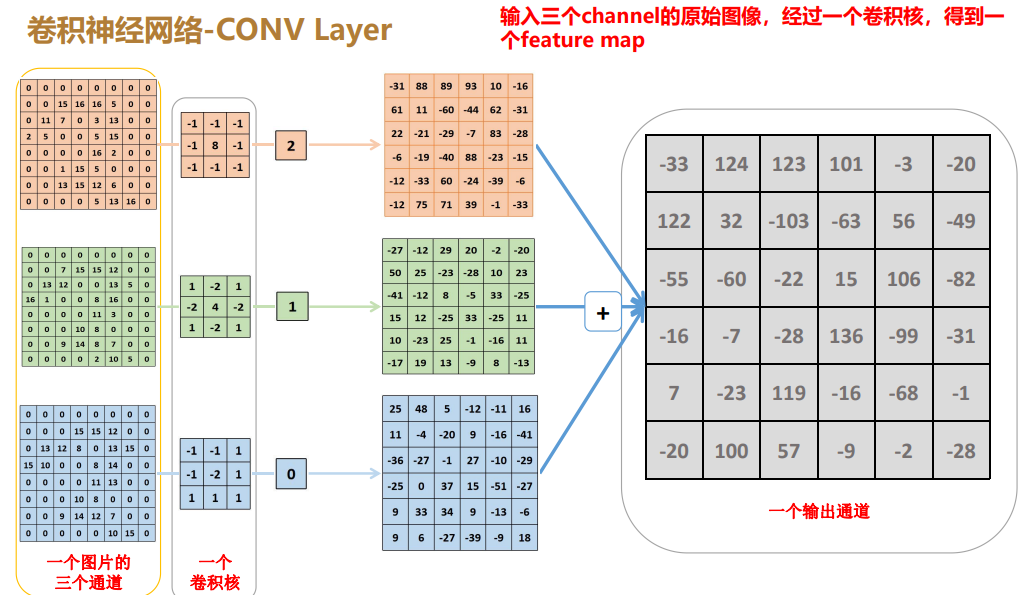 卷积神经网络-CONV Layer
输入三个channel的原始图像，经过一个卷积核，得到一
个feature map
0 0 0 0 0 0 0 0
0 0 15 16 16 5 0 0
0 11 7 0 3 13 0 0
2 5 0 0 5 15 0 0
0 0 0 0 16 2 0 0
0 0 1 15 5 0 0 0
0 0 13 15 12 6 0 0
0 0 0 0 5 13 16 0
-1 -1 -1
-1 8 -1
-1 -1 -1
2
-31 88 89 93 10 -16
61 11 -60 -44 62 -31
22 -21 -29 -7 83 -28
-6 -19 -40 88 -23 -15
-12 -33 60 -24 -39 -6
-12 75 71 39 -1 -33
0 0 0 0 0 0 0 0
0 0 7 15 15 12 0 0
0 13 12 0 0 13 5 0
16 1 0 0 8 16 0 0
0 0 0 0 11 3 0 0
0 0 0 10 8 0 0 0
0 0 9 14 8 7 0 0
0 0 0 0 2 10 5 0
1 -2 1
-2 4 -2
1 -2 1
1
-27 -12 29 20 -2 -20
50 25 -23 -28 10 23
-41 -12 8 -5 33 -25
15 12 -25 33 -25 11
10 -23 25 -1 -16 11
-17 19 13 -9 8 -13
0 0 0 0 0 0 0 0
0 0 0 15 15 12 0 0
0 13 12 8 0 13 15 0
15 10 0 0 8 14 0 0
0 0 0 0 11 13 0 0
0 0 0 10 8 0 0 0
0 0 9 14 12 7 0 0
0 0 0 0 0 10 15 0
-1 -1 1
-1 -2 1
1 1 1
0
25 48 5 -12 -11 16
11 -4 -20 9 -16 -41
-36 -27 -1 27 -10 -29
-25 0 37 15 -51 -27
9 33 34 9 -13 -6
9 6 -27 -39 -9 18
+
-33 124 123 101 -3 -20
122 32 -103 -63 56 -49
-55 -60 -22 15 106 -82
-16 -7 -28 136 -99 -31
7 -23 119 -16 -68 -1
-20 100 57 -9 -2 -28
一个图片的
三个通道
一个
卷积核
一个输出通道